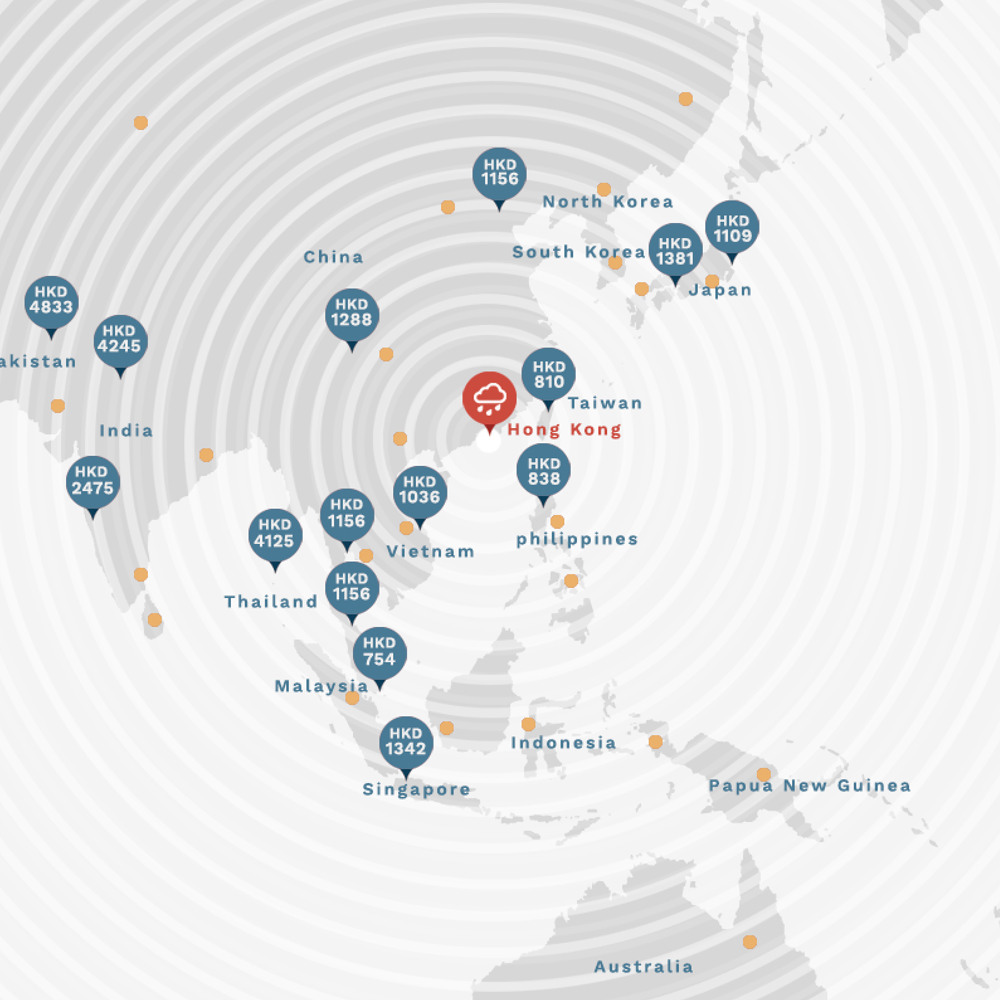 HKD
1156
North Korea
HKD
1109
South Korea
HKD
1381
China
Japan
HKD
4833
HKD
1288
HKD
4245
akistan
HKD
810
Taiwan
India
Hong Kong
HKD
2475
HKD
838
HKD
1036
HKD
1156
HKD
4125
philippines
Vietnam
HKD
1156
Thailand
HKD
754
Malaysia
HKD
1342
Indonesia
Singapore
Papua New Guinea
Australia